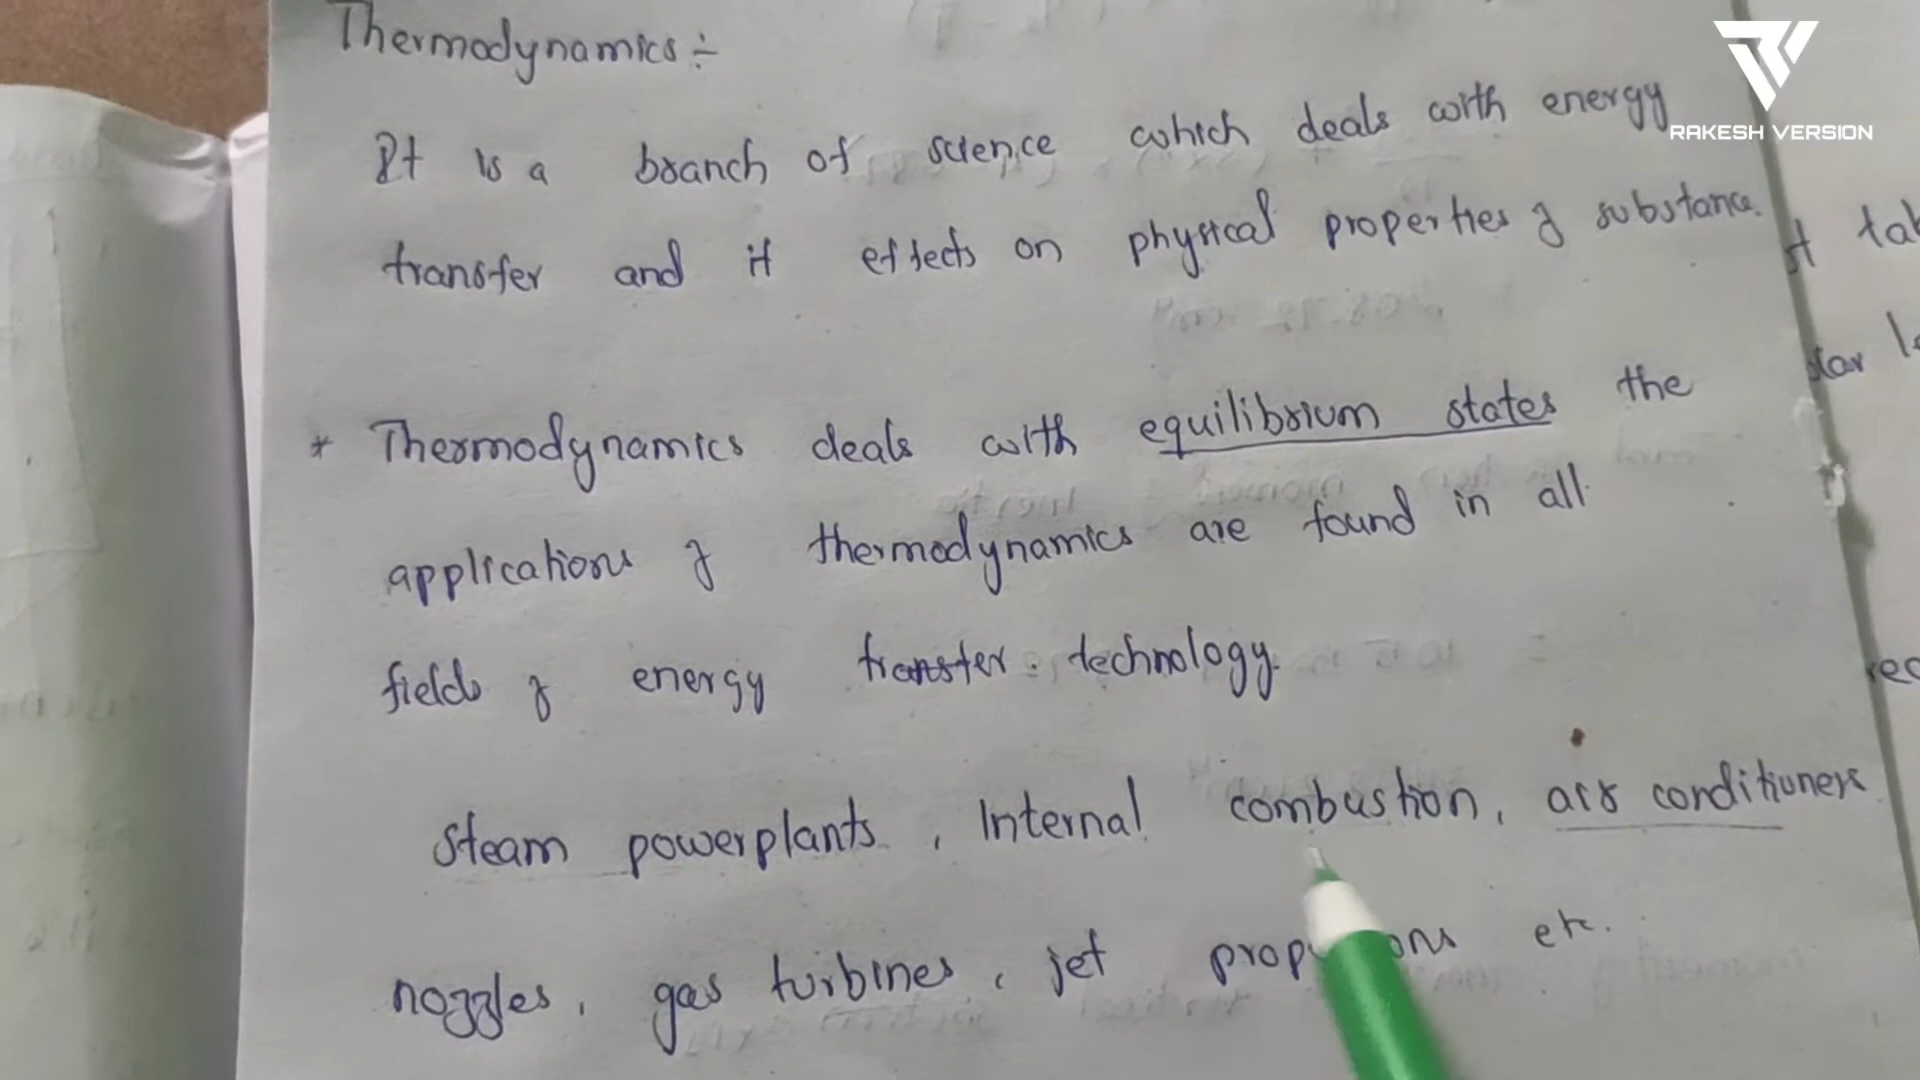 Thermodynamics :-
RAKESH VERSION
It is a branch of science which deals with energy
transfer and it effects on physical properties of substance.
* Thermodynamics deals with equilibrium states the
applications of thermodynamics are found in all
fields of energy transfer technology.
Steam powerplants, Internal combustion, air conditioners
nozzles, gas turbines, jet etc.